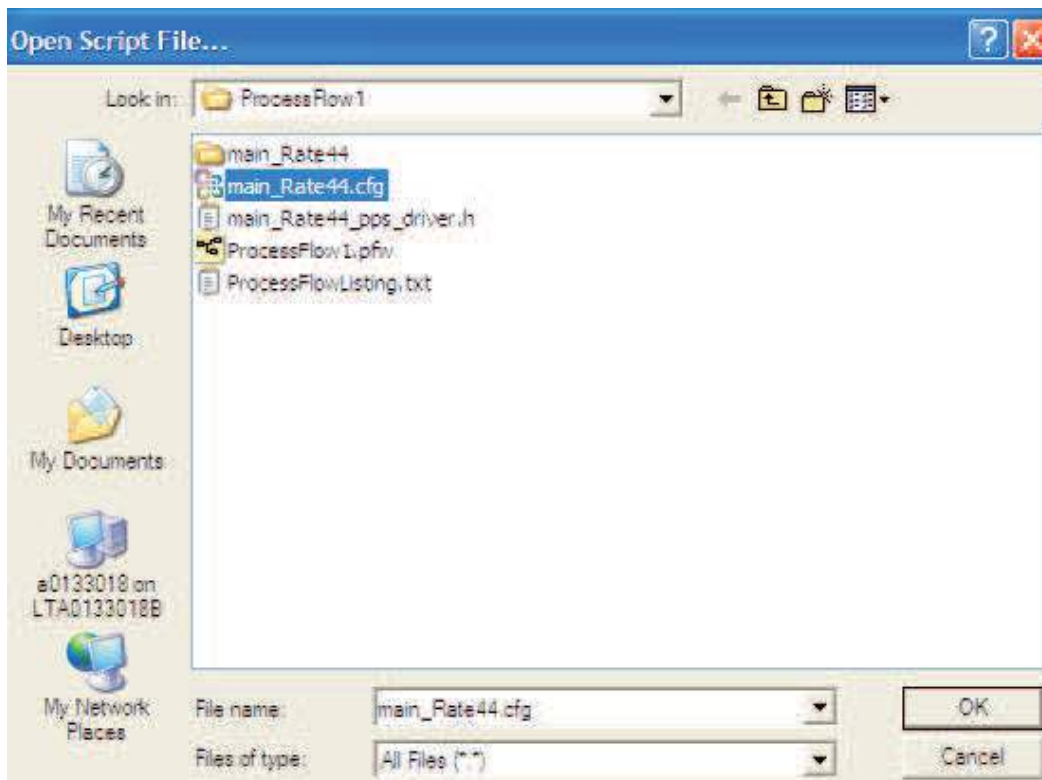 Open Script File...
Look in:
ProcessFlow1
main_Rate44
main_Rate44.cfg
main_Rate44_pps_driver.h
ProcessFlow1.pfw
ProcessFlowListing.txt
My Recent
Documents
Desktop
My Documents
a0133018 on
LTA0133018B
My Network
Places
File name:
main_Rate44.cfg
OK
Files of type:
All Files (*.*)
Cancel